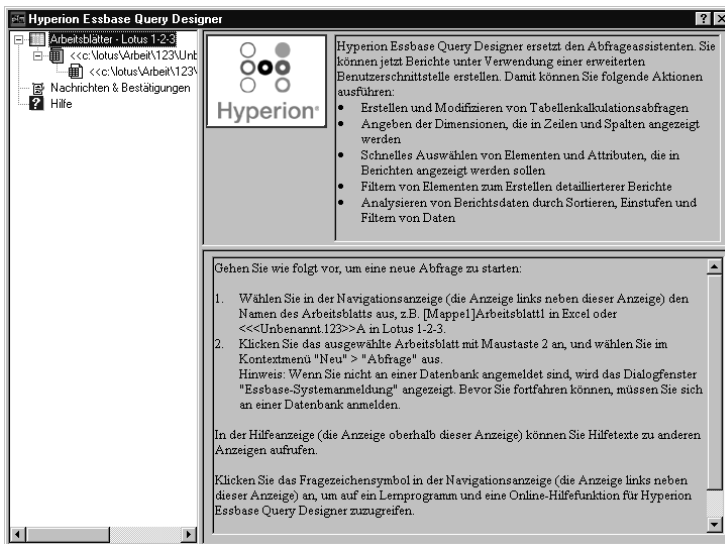 Hyperion Essbase Query Designer
Arbeitsblätter - Lotus 1-2-3
<<c:\lotus\Arbeit\123\Unt
<<c:\lotus\Arbeit\123\
Nachrichten & Bestätigungen
Hilfe
Hyperion
Hyperion Essbase Query Designer ersetzt den Abfrageassistenten. Sie
können jetzt Berichte unter Verwendung einer erweiterten
Benutzerschnittstelle erstellen. Damit können Sie folgende Aktionen
ausführen:
• Erstellen und Modifizieren von Tabellenkalkulationsabfragen
• Angeben der Dimensionen, die in Zeilen und Spalten angezeigt
werden
• Schnelles Auswählen von Elementen und Attributen, die in
Berichten angezeigt werden sollen
• Filtern von Elementen zum Erstellen detaillierterer Berichte
• Analysieren von Berichtsdaten durch Sortieren, Einstufen und
Filtern von Daten
Gehen Sie wie folgt vor, um eine neue Abfrage zu starten:
1. Wählen Sie in der Navigationsanzeige (die Anzeige links neben dieser Anzeige) den
Namen des Arbeitsblatts aus, z.B. [Mappe1]Arbeitsblatt1 in Excel oder
<<<Unbenannt.123>>A in Lotus 1-2-3.
2. Klicken Sie das ausgewählte Arbeitsblatt mit Maustaste 2 an, und wählen Sie im
Kontextmenü "Neu" > "Abfrage" aus.
Hinweis: Wenn Sie nicht an einer Datenbank angemeldet sind, wird das Dialogfenster
"Essbase-Systemanmeldung" angezeigt. Bevor Sie fortfahren können, müssen Sie sich
an einer Datenbank anmelden.
In der Hilfeanzeige (die Anzeige oberhalb dieser Anzeige) können Sie Hilfetexte zu anderen
Anzeigen aufrufen.
Klicken Sie das Fragezeichensymbol in der Navigationsanzeige (die Anzeige links neben
dieser Anzeige) an, um auf ein Lernprogramm und eine Online-Hilfefunktion für Hyperion
Essbase Query Designer zuzugreifen.